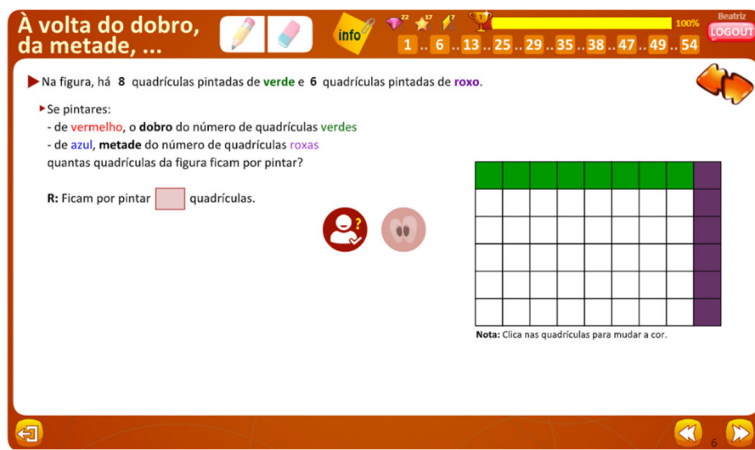 À volta do dobro,
da metade, ...
info
22 17 7 1
100%
Beatriz
LOGOUT
1 .. 6 .. 13 .. 25 .. 29 .. 35 .. 38 .. 47 .. 49 .. 54
Na figura, há 8 quadrículas pintadas de verde e 6 quadrículas pintadas de roxo.
Se pintares:
- de vermelho, o dobro do número de quadrículas verdes
- de azul, metade do número de quadrículas roxas
quantas quadrículas da figura ficam por pintar?
R: Ficam por pintar quadrículas.
?
Nota: Clica nas quadrículas para mudar a cor.
6